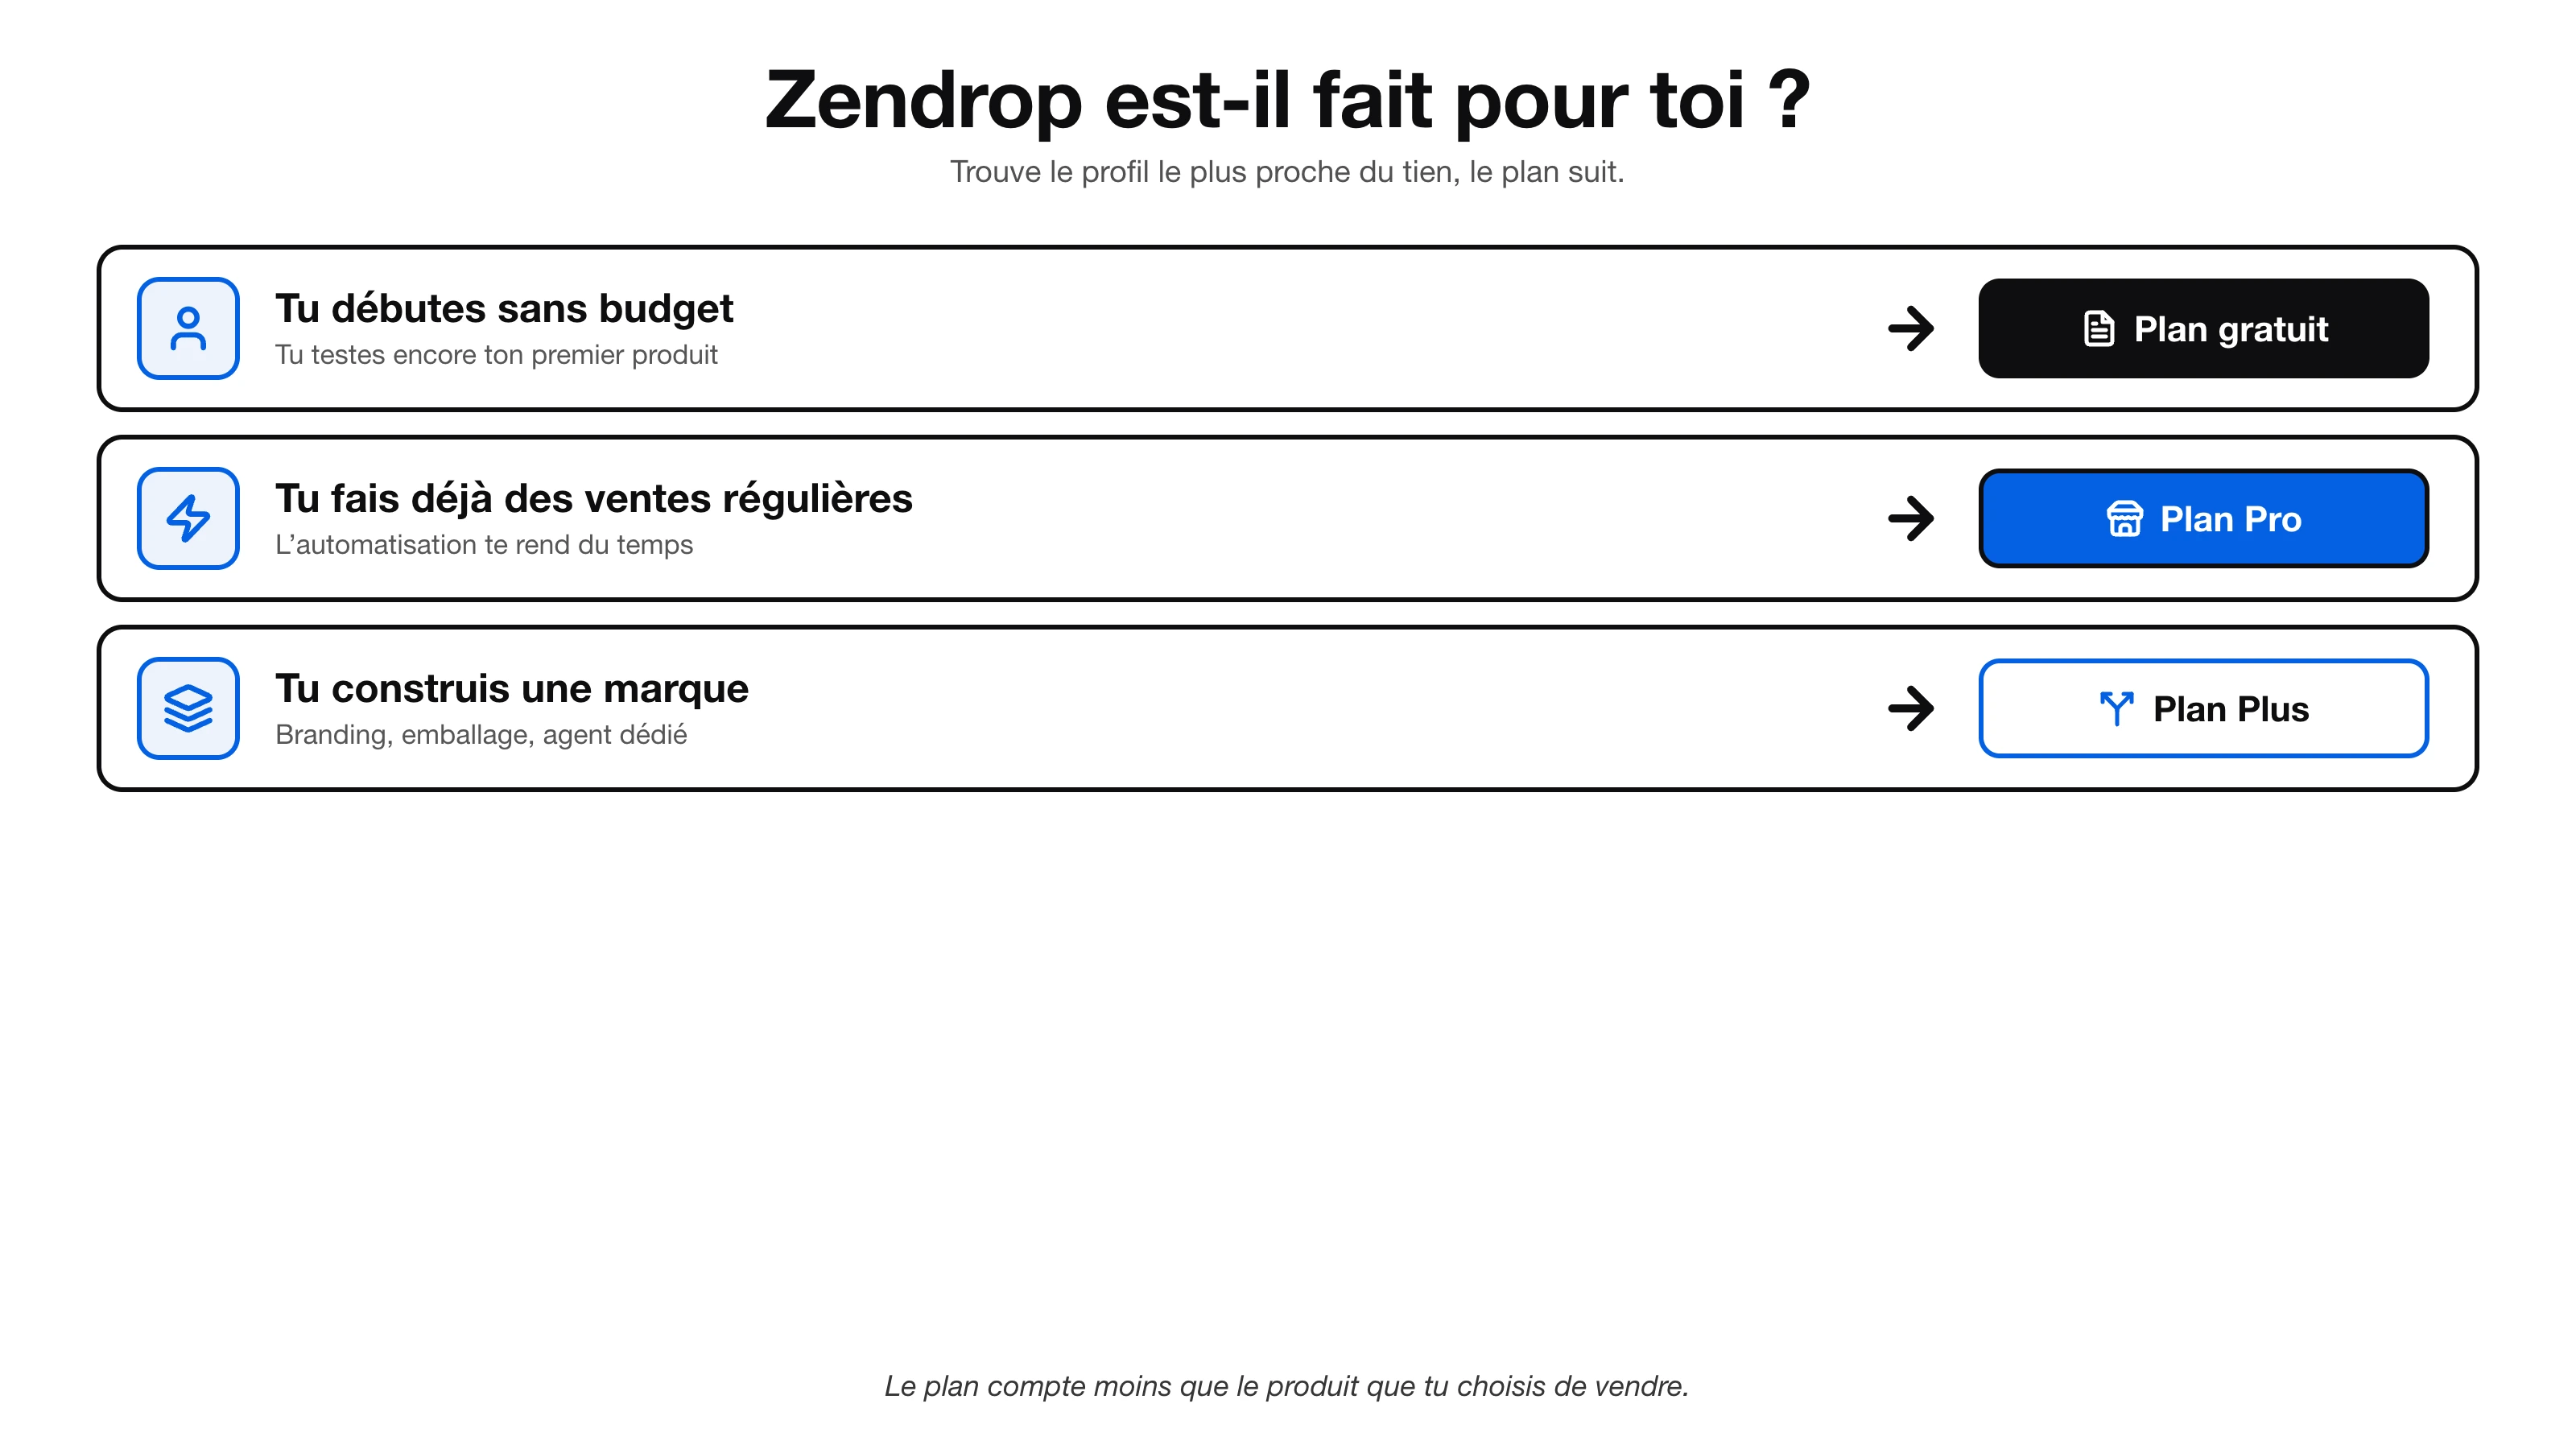 Zendrop est-il fait pour toi ?
Trouve le profil le plus proche du tien, le plan suit.
Tu débutes sans budget
Tu testes encore ton premier produit
Plan gratuit
Tu fais déjà des ventes régulières
L’automatisation te rend du temps
Plan Pro
Tu construis une marque
Branding, emballage, agent dédié
Plan Plus
Le plan compte moins que le produit que tu choisis de vendre.